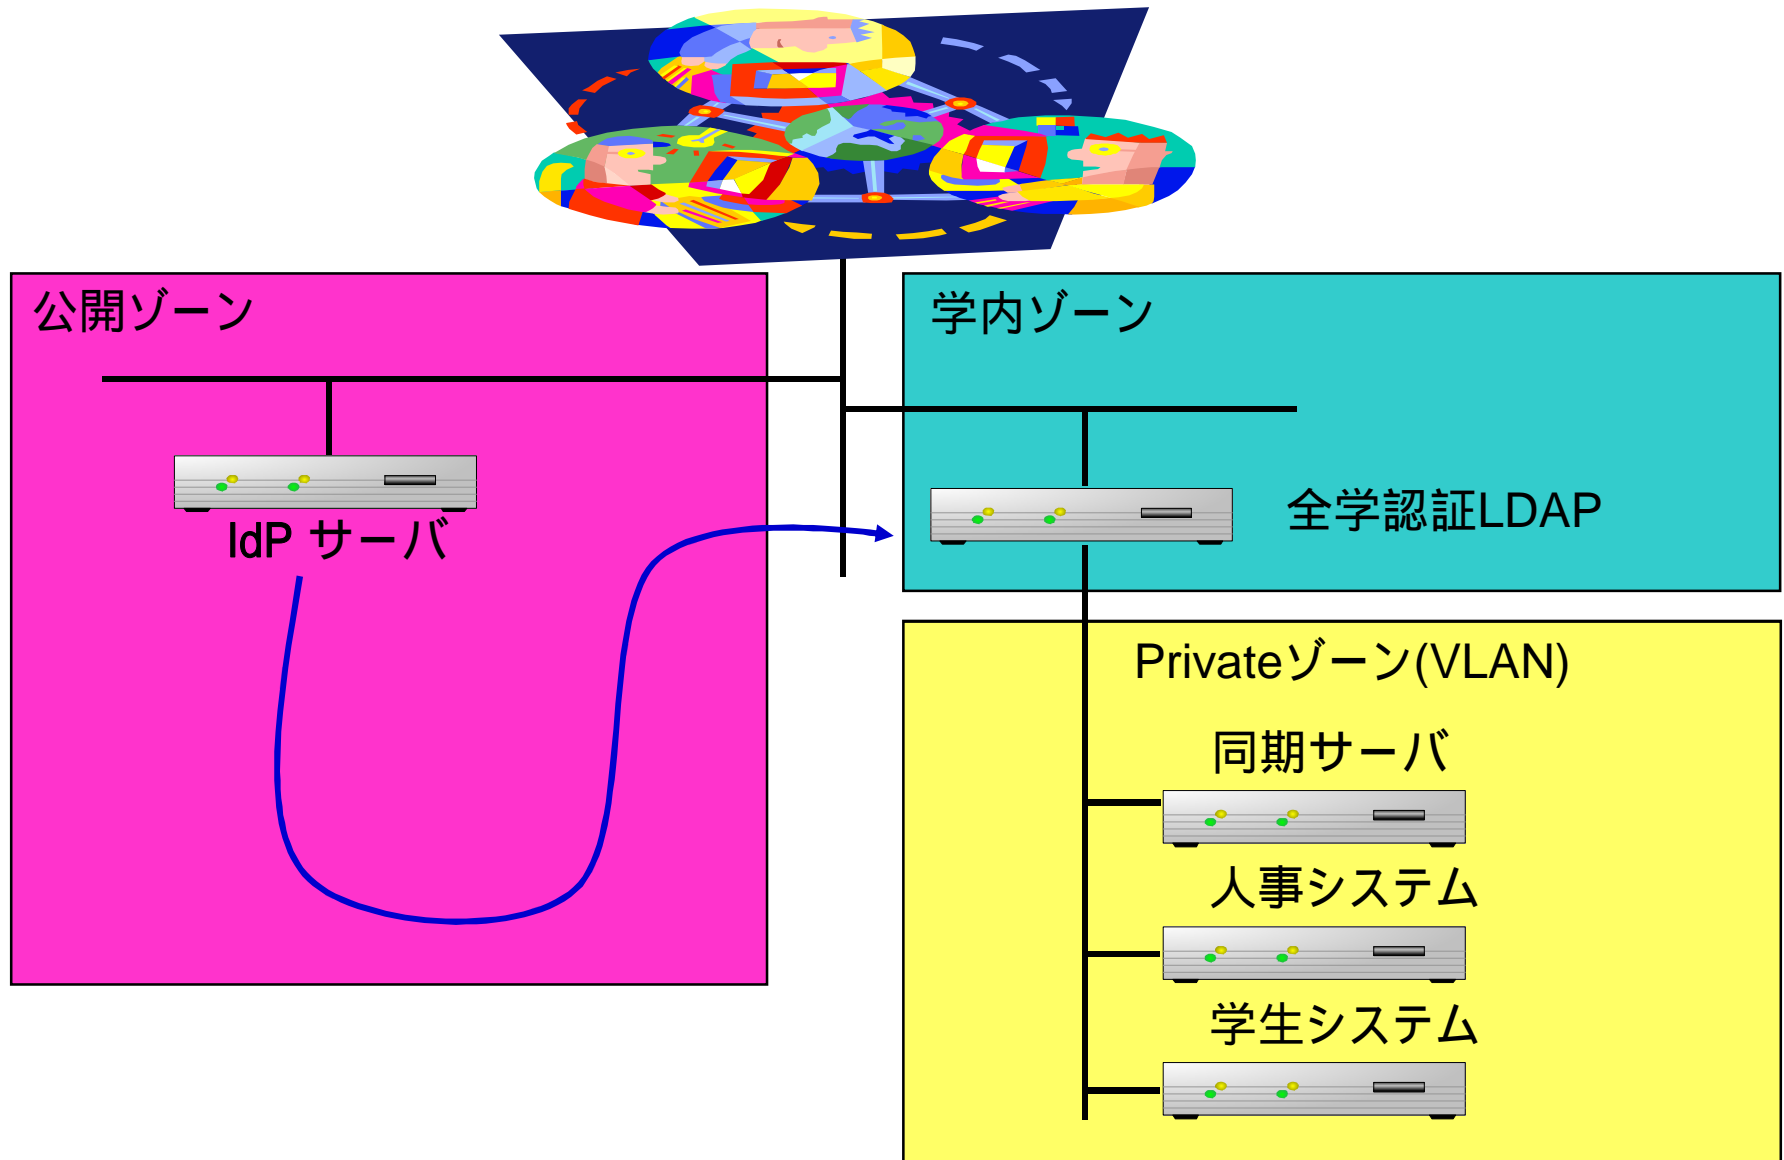 公開ゾーン
学内ゾーン
IdP サーバ
全学認証LDAP
Privateゾーン(VLAN)
同期サーバ
人事システム
学生システム